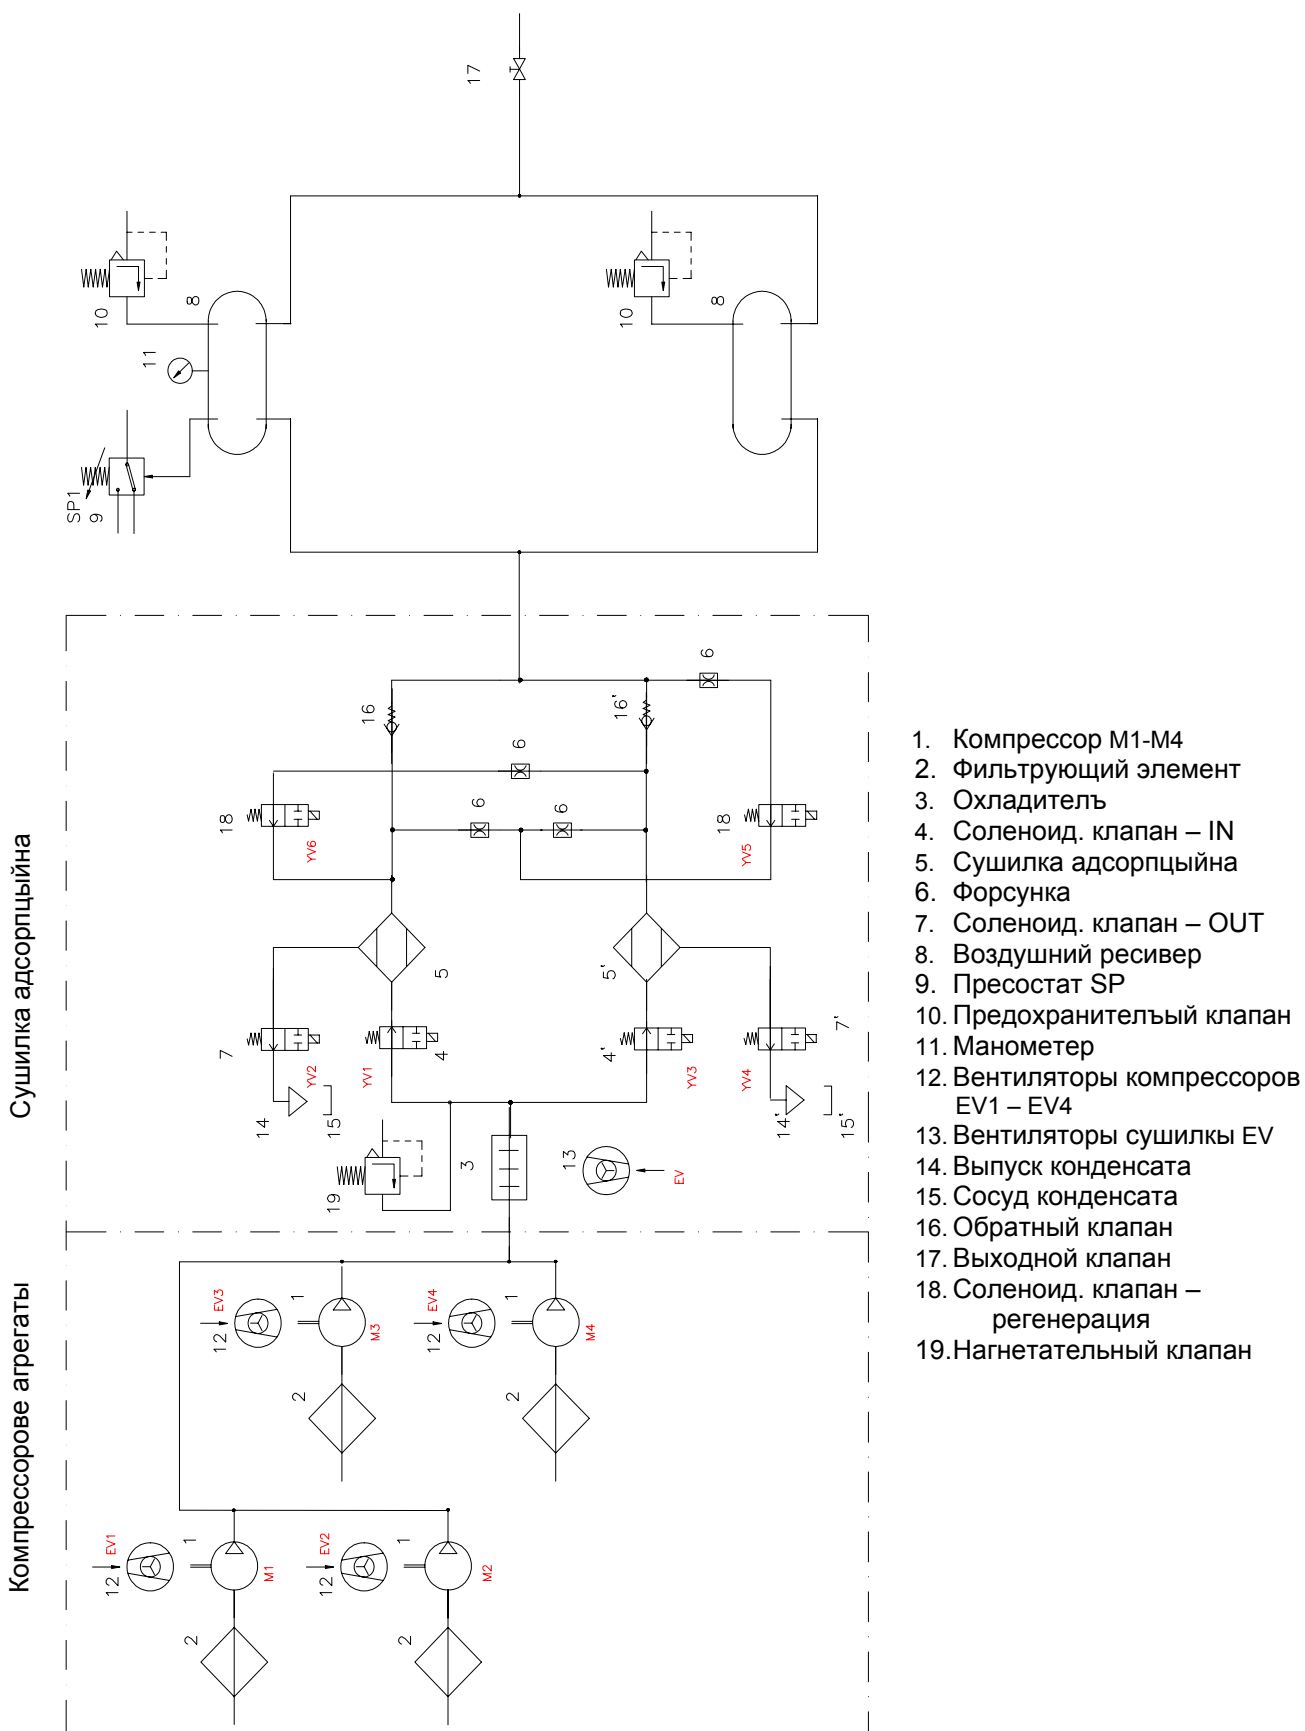 17
10
8
10
8
11
SP1
9
Сушилка адсорпцыйна
16
16'
6
6
6
6
18
YV6
18
YV5
5
5'
7
YV2
YV1
4
4'
YV3
YV4
7'
14
15
14'
15'
19
3
13
EV
Компрессорове агрегаты
EV3
12
1
M3
EV4
12
1
M4
2
2
EV1
12
1
M1
EV2
12
1
M2
2
2
1. Компрессор M1-M4
2. Фильтрующий элемент
3. Охладителъ
4. Соленоид. клапан – IN
5. Сушилка адсорпцыйна
6. Форсунка
7. Соленоид. клапан – OUT
8. Воздушний ресивер
9. Пресостат SP
10. Предохранителъый клапан
11. Манометер
12. Вентиляторы компрессоров
EV1 – EV4
13. Вентиляторы сушилкы EV
14. Выпуск конденсата
15. Сосуд конденсата
16. Обратный клапан
17. Выходной клапан
18. Соленоид. клапан –
регенерация
19. Нагнетательный клапан